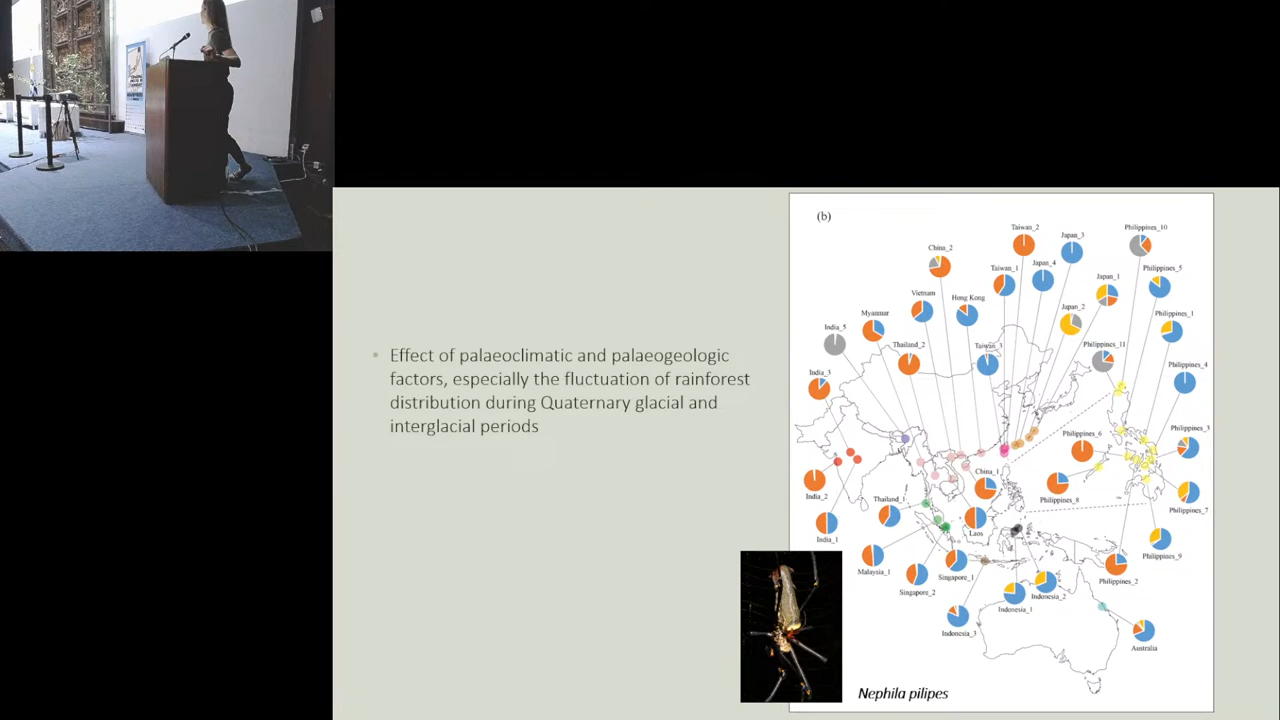 • Effect of palaeoclimatic and palaeogeologic
factors, especially the fluctuation of rainforest
distribution during Quaternary glacial and
interglacial periods
(b)
Taiwan_2
Japan_3
Philippines_10
China_2
Taiwan_1
Japan_4
Japan_1
Philippines_5
Vietnam
Hong Kong
Japan_2
Philippines_1
Myanmar
India_5
Thailand_2
Taiwan_3
Philippines_11
Philippines_4
India_3
Philippines_6
Philippines_3
China_1
India_2
Thailand_1
Philippines_8
Philippines_7
India_1
Laos
Malaysia_1
Singapore_1
Philippines_9
Singapore_2
Philippines_2
Indonesia_1
Indonesia_2
Indonesia_3
Australia
Nephila pilipes